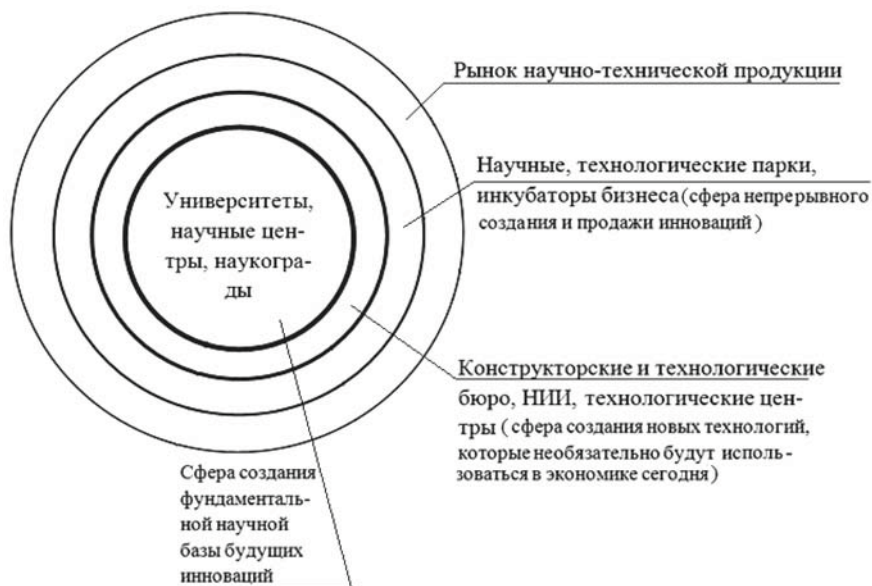 Рынок научно-технической продукции
Научные, технологические парки,
инкубаторы бизнеса (сфера непрерывного
создания и продажи инноваций)
Университеты,
научные цен-
тры, наукогра-
ды
Конструкторские и технологические
бюро, НИИ, технологические цен-
тры ( сфера создания новых технологий,
которые необязательно будут исполь-
зоваться в экономике сегодня)
Сфера создания
фундаменталь-
ной научной
базы будущих
инноваций